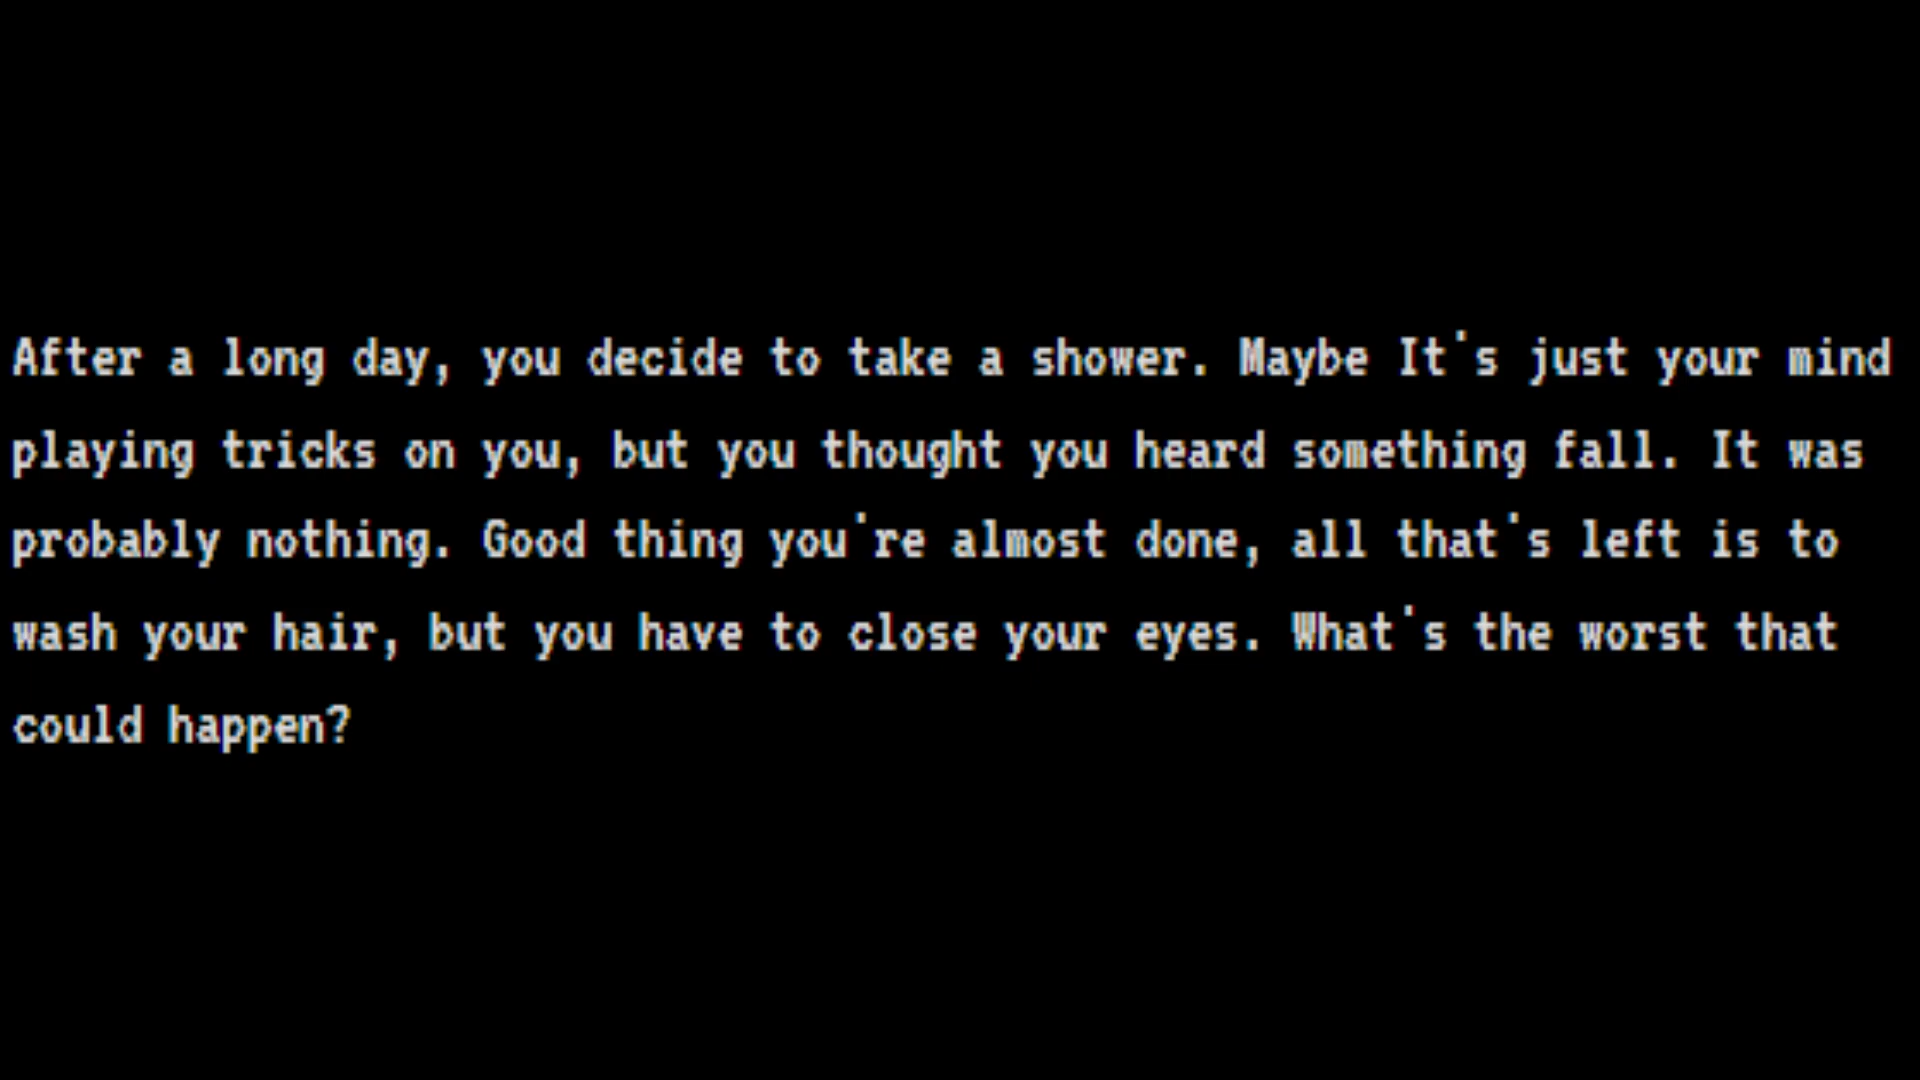 After a long day, you decide to take a shower. Maybe It's just your mind
playing tricks on you, but you thought you heard something fall. It was
probably nothing. Good thing you're almost done, all that's left is to
wash your hair, but you have to close your eyes. What's the worst that
could happen?